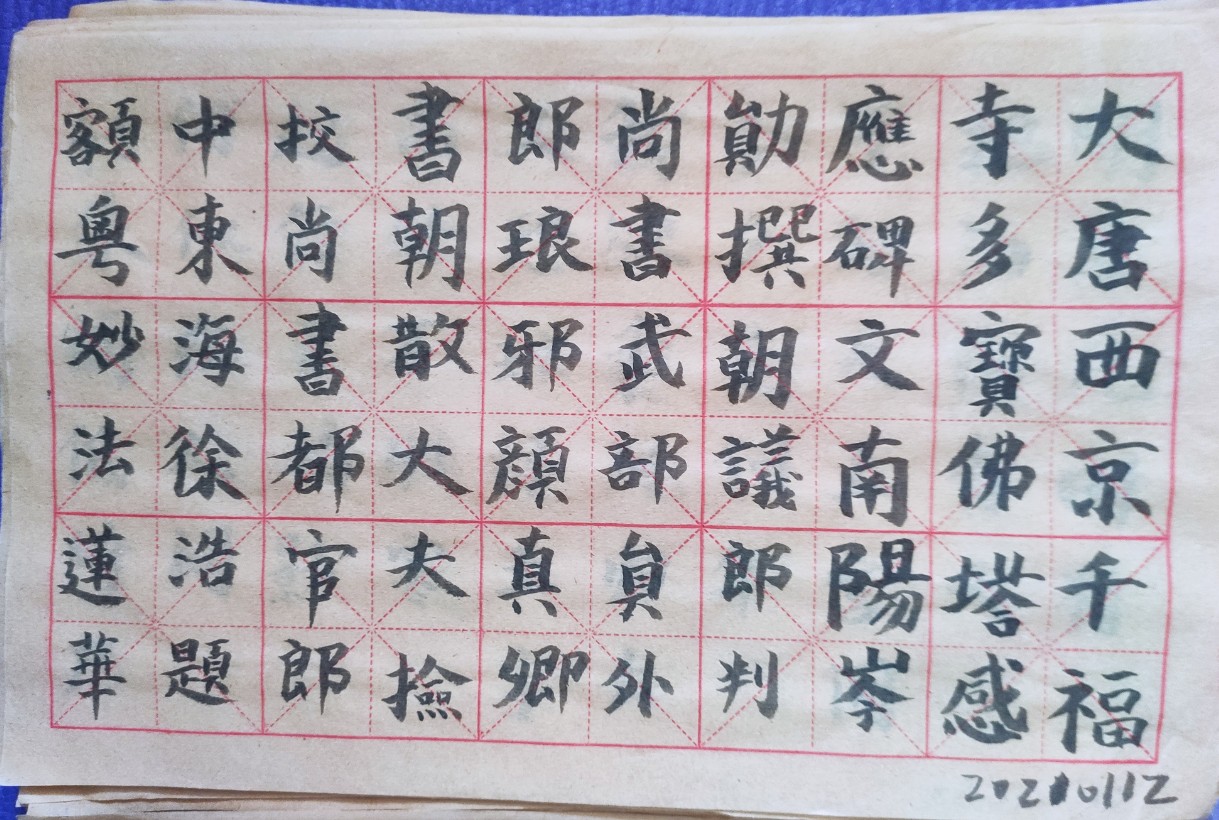 大唐西京千福
寺多寶佛塔感
應碑文南陽岑
勛撰朝議郎判
尚書武部員外
郎琅邪顏真卿
書朝散大夫撿
挍尚書都官郎
中東海徐浩題
額粵妙法蓮華
20210112